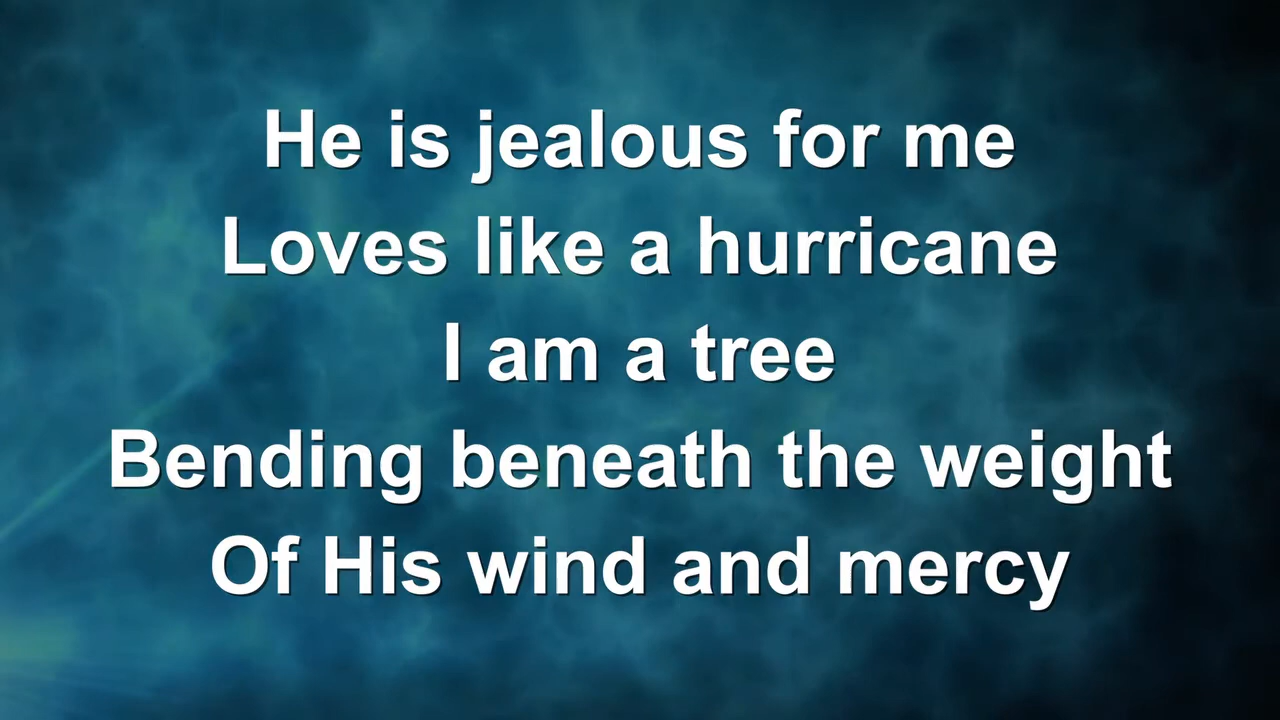 He is jealous for me
Loves like a hurricane
I am a tree
Bending beneath the weight
Of His wind and mercy